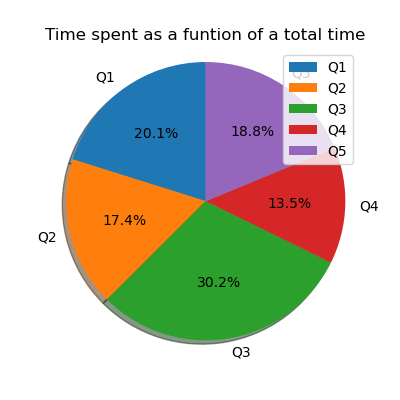 Time spent as a funtion of a total time
Q1
Q2
Q3
Q4
Q5
Q1
Q2
Q3
Q4
Q5
20.1%
17.4%
30.2%
13.5%
18.8%